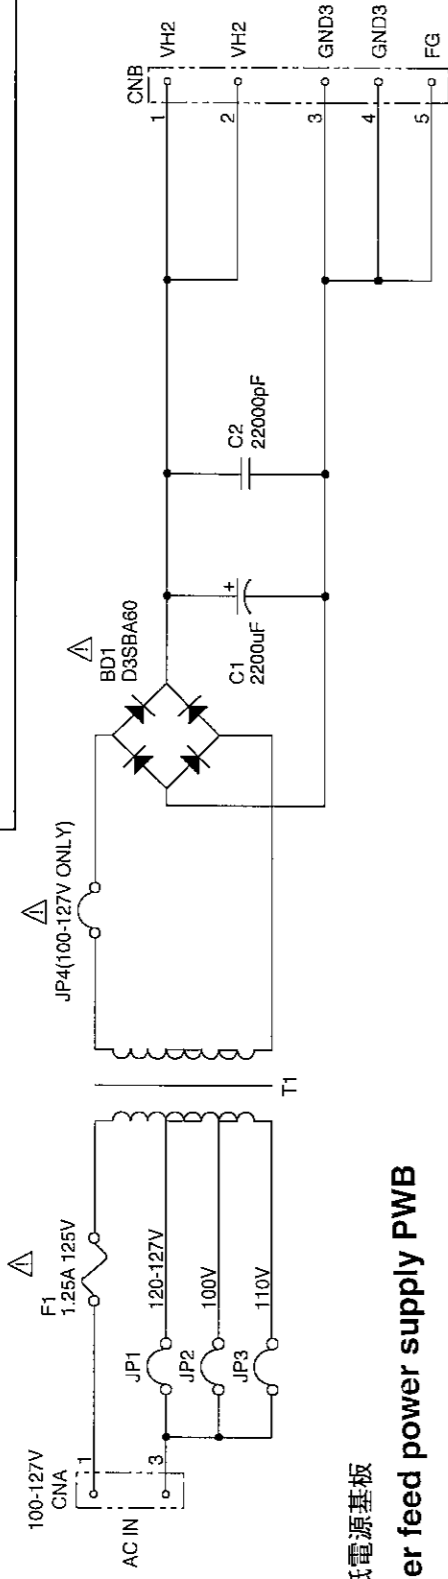 100-127V
CNA
AC IN
1
3
F1
1.25A 125V
JP1
120-127V
JP2
100V
JP3
110V
T1
JP4(100-127V ONLY)
BD1
D3SBA60
C1
2200uF
+
C2
22000pF
CNB
1
VH2
2
VH2
3
GND3
4
GND3
5
FG
電源基板
er feed power supply PWB